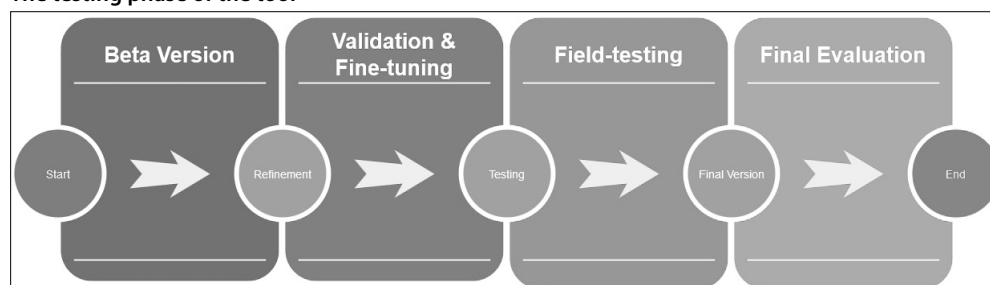 The testing phase of the tool
Beta Version
Validation &
Fine-tuning
Field-testing
Final Evaluation
Start
Refinement
Testing
Final Version
End